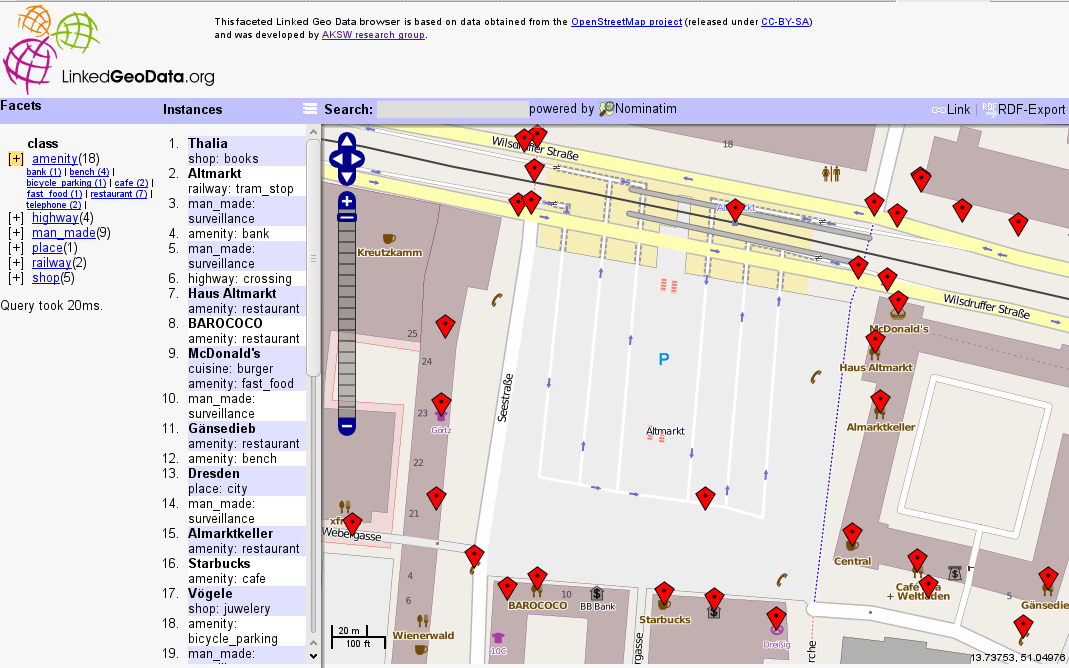 This faceted Linked Geo Data browser is based on data obtained from the OpenStreetMap project (released under CC-BY-SA)
and was developed by AKSW research group.
LinkedGeoData.org
Facets
Instances
Search:
powered by Nominatim
Link | RDF-Export
class
[+] amenity(18)
bank (1) | bench (4) |
bicycle_parking (1) | cafe (2) |
fast_food (1) | restaurant (7) |
telephone (2) |
[+] highway(4)
[+] man_made(9)
[+] place(1)
[+] railway(2)
[+] shop(5)
Query took 20ms.
1. Thalia
shop: books
2. Altmarkt
railway: tram_stop
3. man_made:
surveillance
4. amenity: bank
5. man_made:
surveillance
6. highway: crossing
7. Haus Altmarkt
amenity: restaurant
8. BAROCOCO
amenity: restaurant
9. McDonald's
cuisine: burger
amenity: fast_food
10. man_made:
surveillance
11. Gänsedieb
amenity: restaurant
12. amenity: bench
13. Dresden
place: city
14. man_made:
surveillance
15. Almarktkeller
amenity: restaurant
16. Starbucks
amenity: cafe
17. Vögele
shop: juwelery
18. amenity:
bicycle_parking
19. man_made:
Wilsdruffer Straße
18
Kreutzkamm
Wilsdruffer Straße
McDonald's
25
24
P
Haus Altmarkt
Seestraße
23
Görtz
Altmarkt
Almarktkeller
22
21
Webergasse
Central
4
6
BAROCOCO
10
BB Bank
Starbucks
+ Weltladen
5
Gänsedie
Wienerwald
10C
Dreißig
20 m
100 ft
13.73753, 51.04976